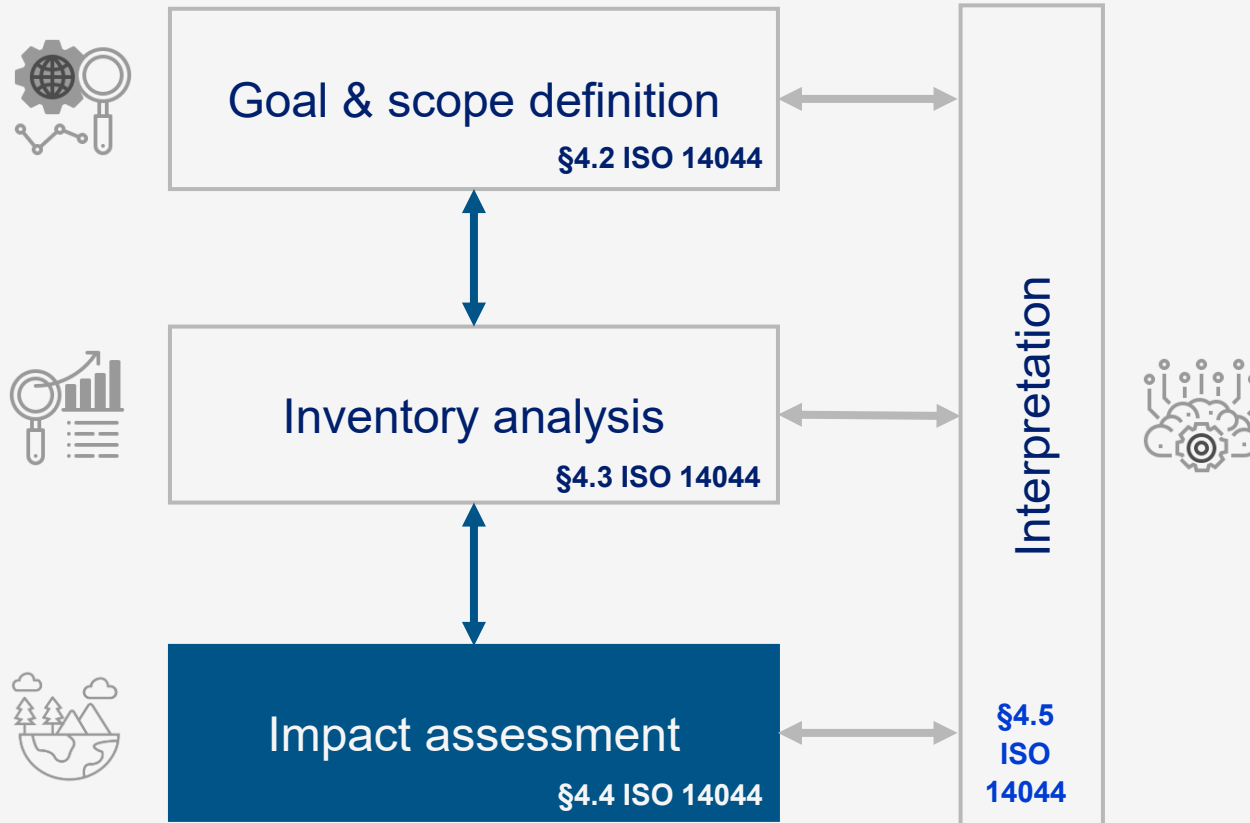 Goal & scope definition
§4.2 ISO 14044
Inventory analysis
§4.3 ISO 14044
Impact assessment
§4.4 ISO 14044
Interpretation
§4.5
ISO
14044